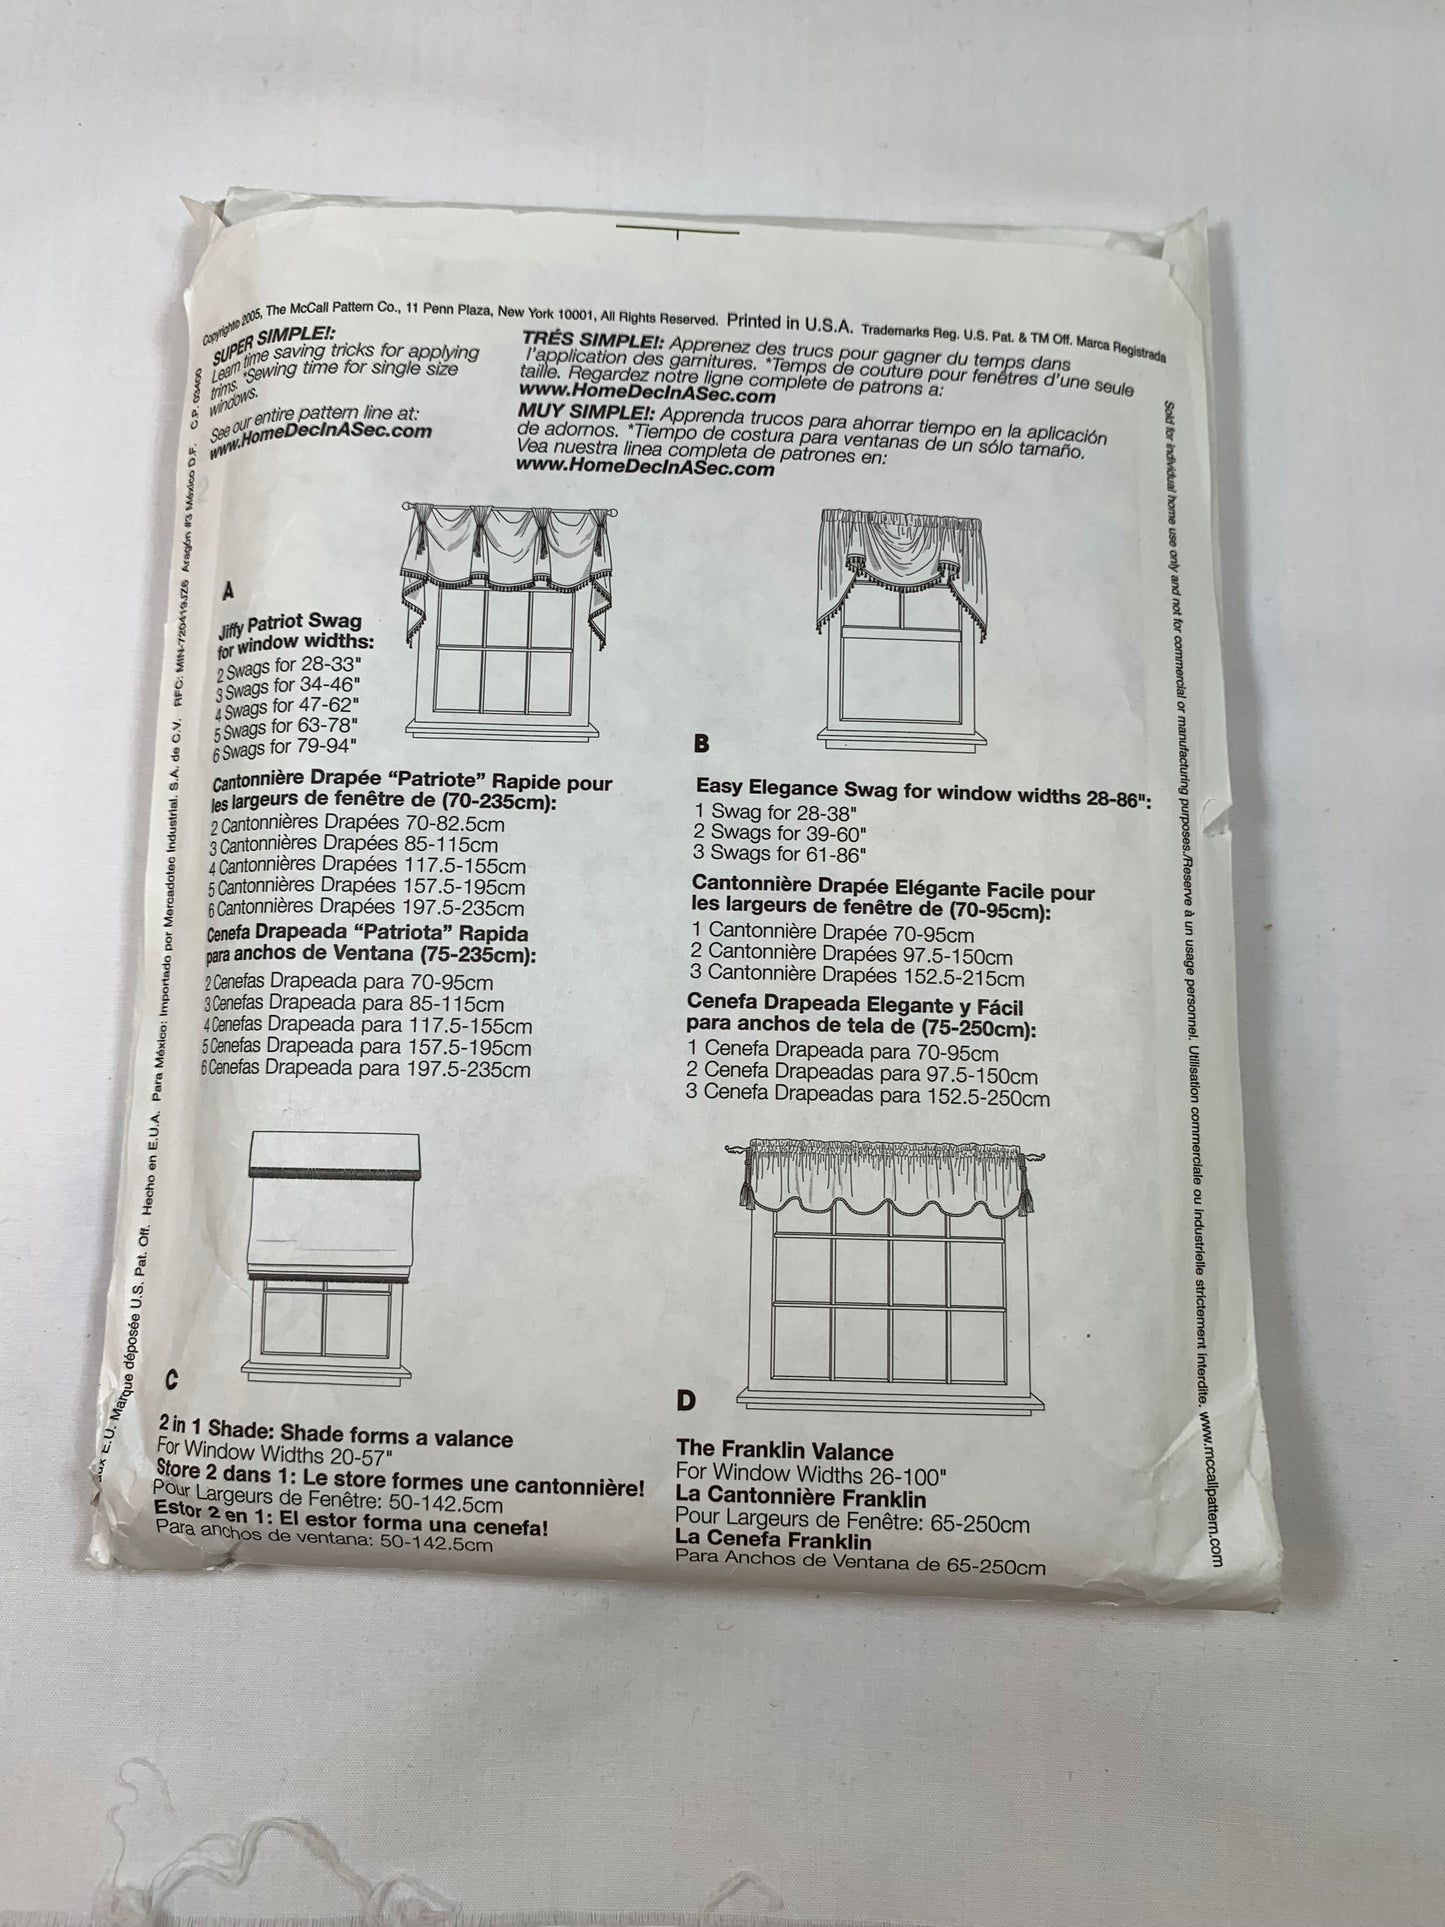 Copyrighte 2005, The McCall Pattern Co., 11 Penn Plaza, New York 10001, All Rights Reserved. Printed in U.S.A. Trademarks Reg. U.S. Pat. & TM Off. Marca Registrada
SUPER SIMPLE!:
Learn time saving tricks for applying
trims. *Sewing time for single size
windows.
See our entire pattern line at:
www.HomeDecInASec.com
TRÉS SIMPLE!: Apprenez des trucs pour gagner du temps dans
l'application des garnitures. *Temps de couture pour fenêtres d'une seule
taille. Regardez notre ligne complete de patrons a:
www.HomeDecInASec.com
MUY SIMPLE!: Apprenda trucos para ahorrar tiempo en la aplicación
de adornos. *Tiempo de costura para ventanas de un sólo tamaño.
Vea nuestra linea completa de patrones en:
www.HomeDecInASec.com
A
Jiffy Patriot Swag
for window widths:
2 Swags for 28-33"
3 Swags for 34-46"
4 Swags for 47-62"
5 Swags for 63-78"
6 Swags for 79-94"
Cantonnière Drapée “Patriote” Rapide pour
les largeurs de fenêtre de (70-235cm):
2 Cantonnières Drapées 70-82.5cm
3 Cantonnières Drapées 85-115cm
4 Cantonnières Drapées 117.5-155cm
5 Cantonnières Drapées 157.5-195cm
6 Cantonnières Drapées 197.5-235cm
Cenefa Drapeada “Patriota” Rapida
para anchos de Ventana (75-235cm):
2 Cenefas Drapeada para 70-95cm
3 Cenefas Drapeada para 85-115cm
4 Cenefas Drapeada para 117.5-155cm
5 Cenefas Drapeada para 157.5-195cm
6 Cenefas Drapeada para 197.5-235cm
B
Easy Elegance Swag for window widths 28-86":
1 Swag for 28-38"
2 Swags for 39-60"
3 Swags for 61-86"
Cantonnière Drapée Elégante Facile pour
les largeurs de fenêtre de (70-95cm):
1 Cantonnière Drapée 70-95cm
2 Cantonnière Drapées 97.5-150cm
3 Cantonnière Drapées 152.5-215cm
Cenefa Drapeada Elegante y Fácil
para anchos de tela de (75-250cm):
1 Cenefa Drapeada para 70-95cm
2 Cenefa Drapeadas para 97.5-150cm
3 Cenefa Drapeadas para 152.5-250cm
C
2 in 1 Shade: Shade forms a valance
For Window Widths 20-57"
Store 2 dans 1: Le store formes une cantonnière!
Pour Largeurs de Fenêtre: 50-142.5cm
Estor 2 en 1: El estor forma una cenefa!
Para anchos de ventana: 50-142.5cm
D
The Franklin Valance
For Window Widths 26-100"
La Cantonnière Franklin
Pour Largeurs de Fenêtre: 65-250cm
La Cenefa Franklin
Para Anchos de Ventana de 65-250cm
E.U. Marque déposée U.S. Pat. Off. Hecho en E.U.A. Para México: Importado por Mercadotec Industrial. S.A. de C.V. RFC: MIN-720419JZ6 Aragón #3 México D.F. C.P. 03400
Sold for individual home use only and not for commercial or manufacturing purposes./Reserve à un usage personnel. Utilisation commerciale ou industrielle strictement interdite. www.mccallpattern.com